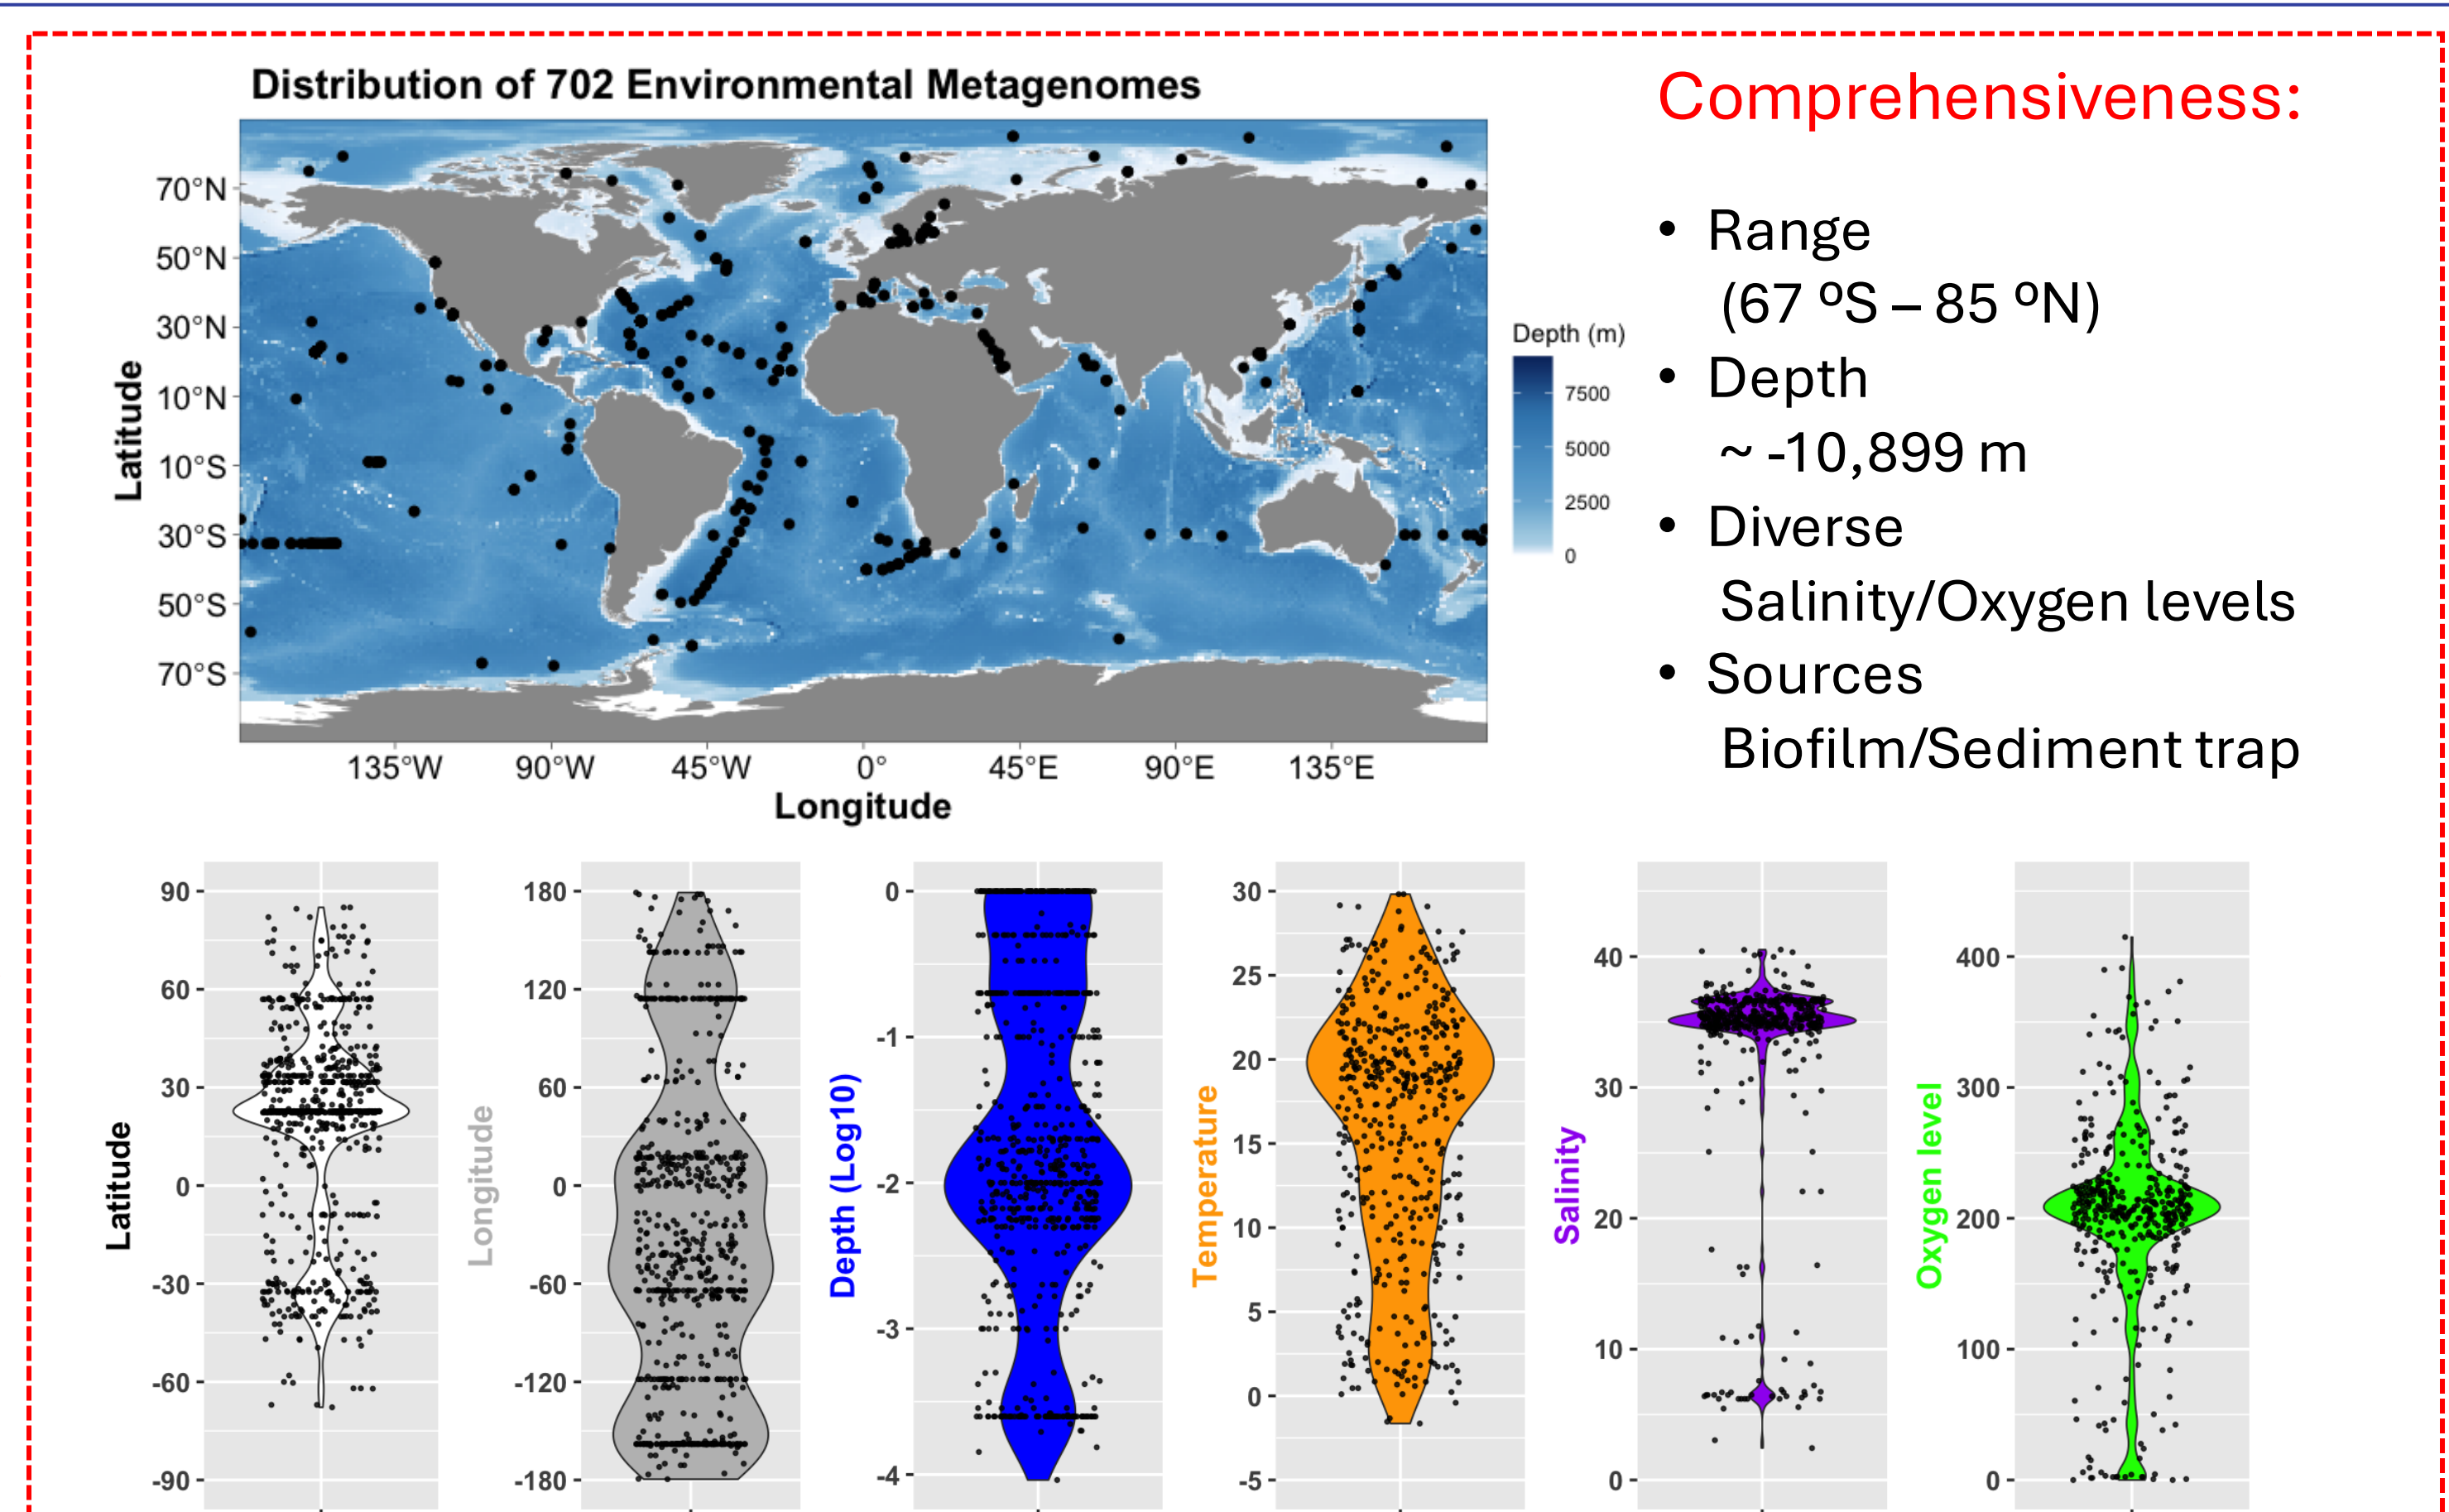 Distribution of 702 Environmental Metagenomes
70°N
50°N
30°N
10°N
10°S
30°S
50°S
70°S
Latitude
135°W
90°W
45°W
0°
45°E
90°E
135°E
Longitude
Depth (m)
7500
5000
2500
0
Comprehensiveness:
• Range
(67 ºS – 85 ºN)
• Depth
~ -10,899 m
• Diverse
Salinity/Oxygen levels
• Sources
Biofilm/Sediment trap
Latitude
90
60
30
0
-30
-60
-90
Longitude
180
120
60
0
-60
-120
-180
Depth (Log10)
0
-1
-2
-3
-4
Temperature
30
25
20
15
10
5
0
-5
Salinity
40
30
20
10
0
Oxygen level
400
300
200
100
0